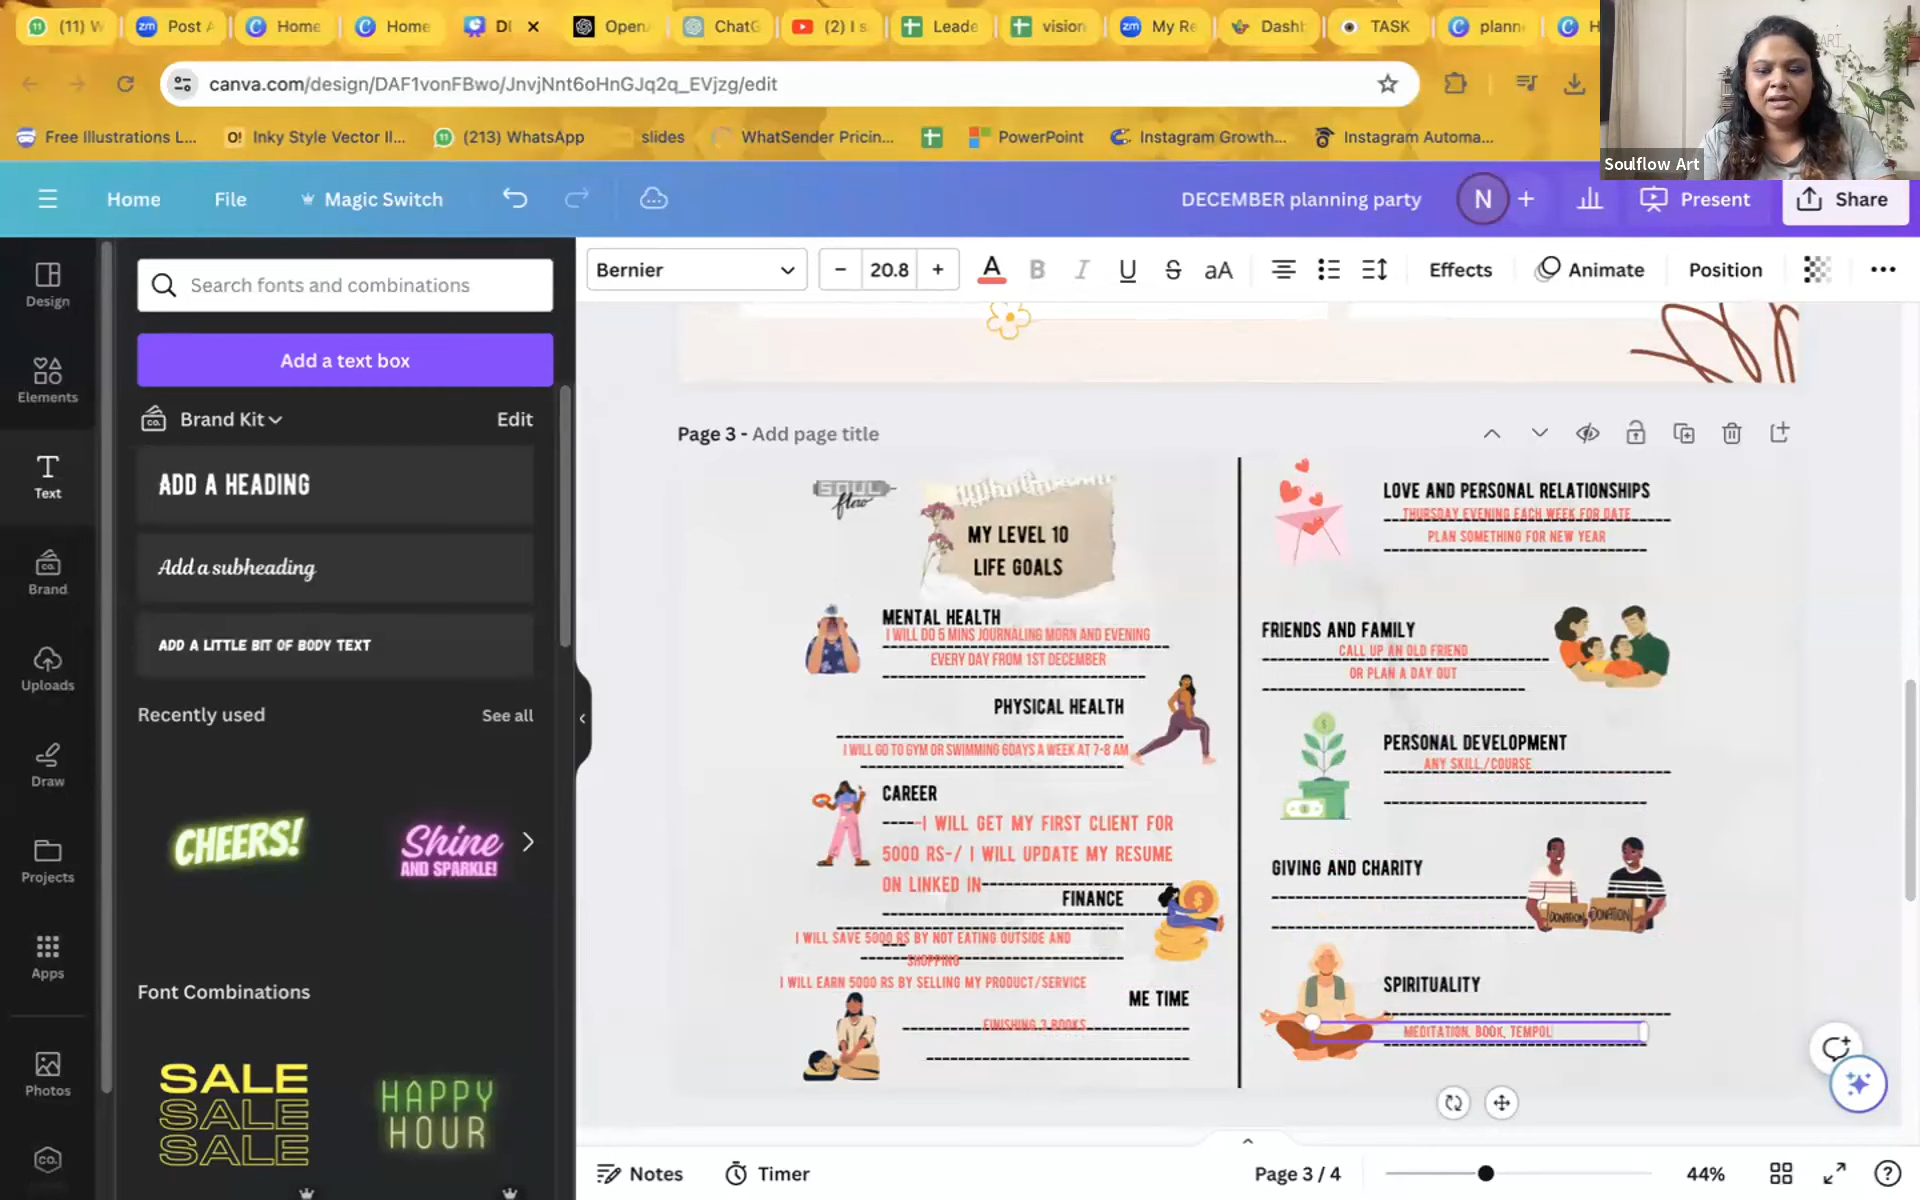 (11) W
Post A
Home
Home
DE
Open
ChatG
(2) I s
Leade
vision
My Re
Dashl
TASK
plann
H
canva.com/design/DAF1vonFBwo/JnvjNnt6oHnGJq2q_EVjzg/edit
Free Illustrations L...
Inky Style Vector Il...
(213) WhatsApp
slides
WhatSender Pricin...
PowerPoint
Instagram Growth...
Instagram Automa...
Soulflow Art
Home
File
Magic Switch
DECEMBER planning party
N
Present
Share
Bernier
20.8
aA
Effects
Animate
Position
Design
Elements
Text
Brand
Uploads
Draw
Projects
Apps
Photos
Search fonts and combinations
Add a text box
Brand Kit
Edit
ADD A HEADING
Add a subheading
ADD A LITTLE BIT OF BODY TEXT
Recently used
See all
CHEERS!
Shine
AND SPARKLE!
Font Combinations
SALE
SALE
SALE
HAPPY
HOUR
Page 3 - Add page title
SOUL
flow
MY LEVEL 10
LIFE GOALS
MENTAL HEALTH
I WILL DO 5 MINS JOURNALING MORN AND EVENING
EVERY DAY FROM 1ST DECEMBER
PHYSICAL HEALTH
I WILL GO TO GYM OR SWIMMING 6DAYS A WEEK AT 7-8 AM
CAREER
-----I WILL GET MY FIRST CLIENT FOR
5000 RS-/ I WILL UPDATE MY RESUME
ON LINKED IN
FINANCE
I WILL SAVE 5000 RS BY NOT EATING OUTSIDE AND
SHOPPING
I WILL EARN 5000 RS BY SELLING MY PRODUCT/SERVICE
ME TIME
FINISHING 3 BOOKS
LOVE AND PERSONAL RELATIONSHIPS
THURSDAY EVENING EACH WEEK FOR DATE
PLAN SOMETHING FOR NEW YEAR
FRIENDS AND FAMILY
CALL UP AN OLD FRIEND
OR PLAN A DAY OUT
PERSONAL DEVELOPMENT
ANY SKILL/COURSE
GIVING AND CHARITY
DONATION
DONATION
SPIRITUALITY
MEDITATION, BOOK, TEMPOL
Notes
Timer
Page 3 / 4
44%